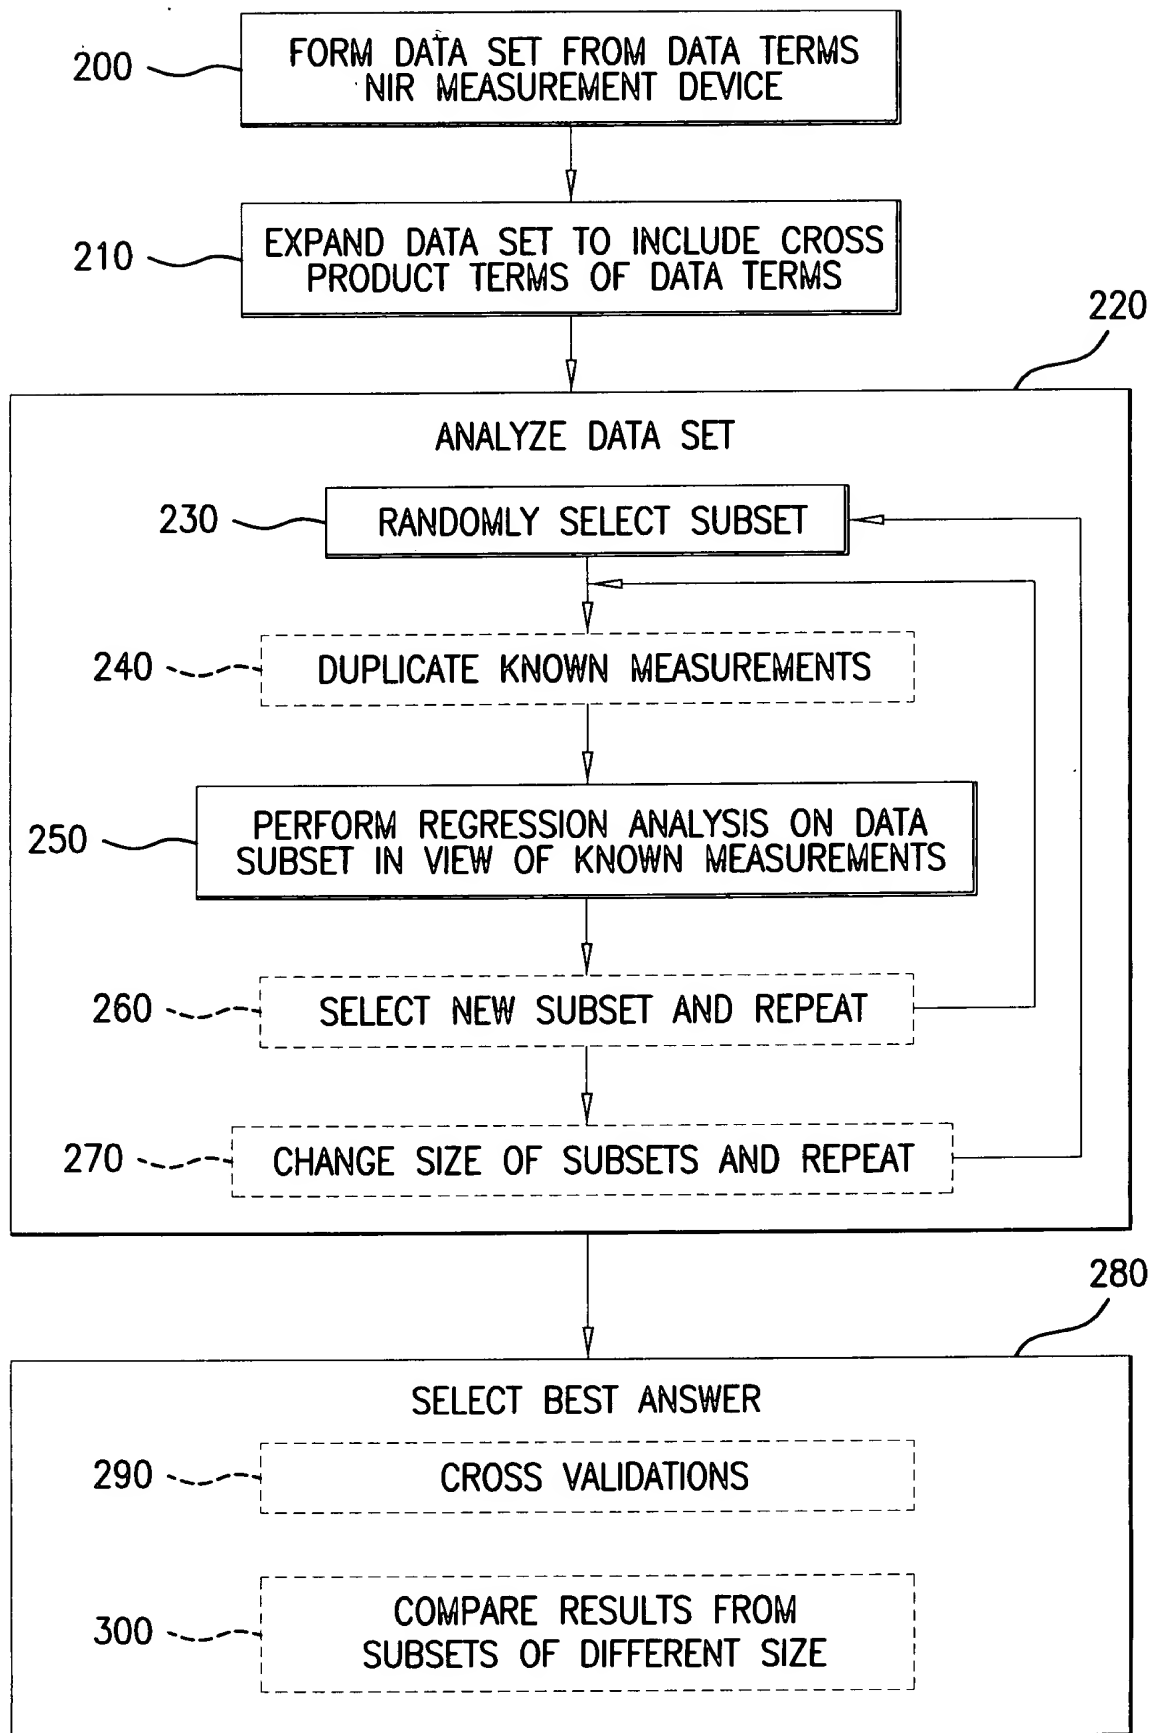 200
FORM DATA SET FROM DATA TERMS
NIR MEASUREMENT DEVICE
210
EXPAND DATA SET TO INCLUDE CROSS
PRODUCT TERMS OF DATA TERMS
220
ANALYZE DATA SET
230
RANDOMLY SELECT SUBSET
240
DUPLICATE KNOWN MEASUREMENTS
250
PERFORM REGRESSION ANALYSIS ON DATA
SUBSET IN VIEW OF KNOWN MEASUREMENTS
260
SELECT NEW SUBSET AND REPEAT
270
CHANGE SIZE OF SUBSETS AND REPEAT
280
SELECT BEST ANSWER
290
CROSS VALIDATIONS
300
COMPARE RESULTS FROM
SUBSETS OF DIFFERENT SIZE